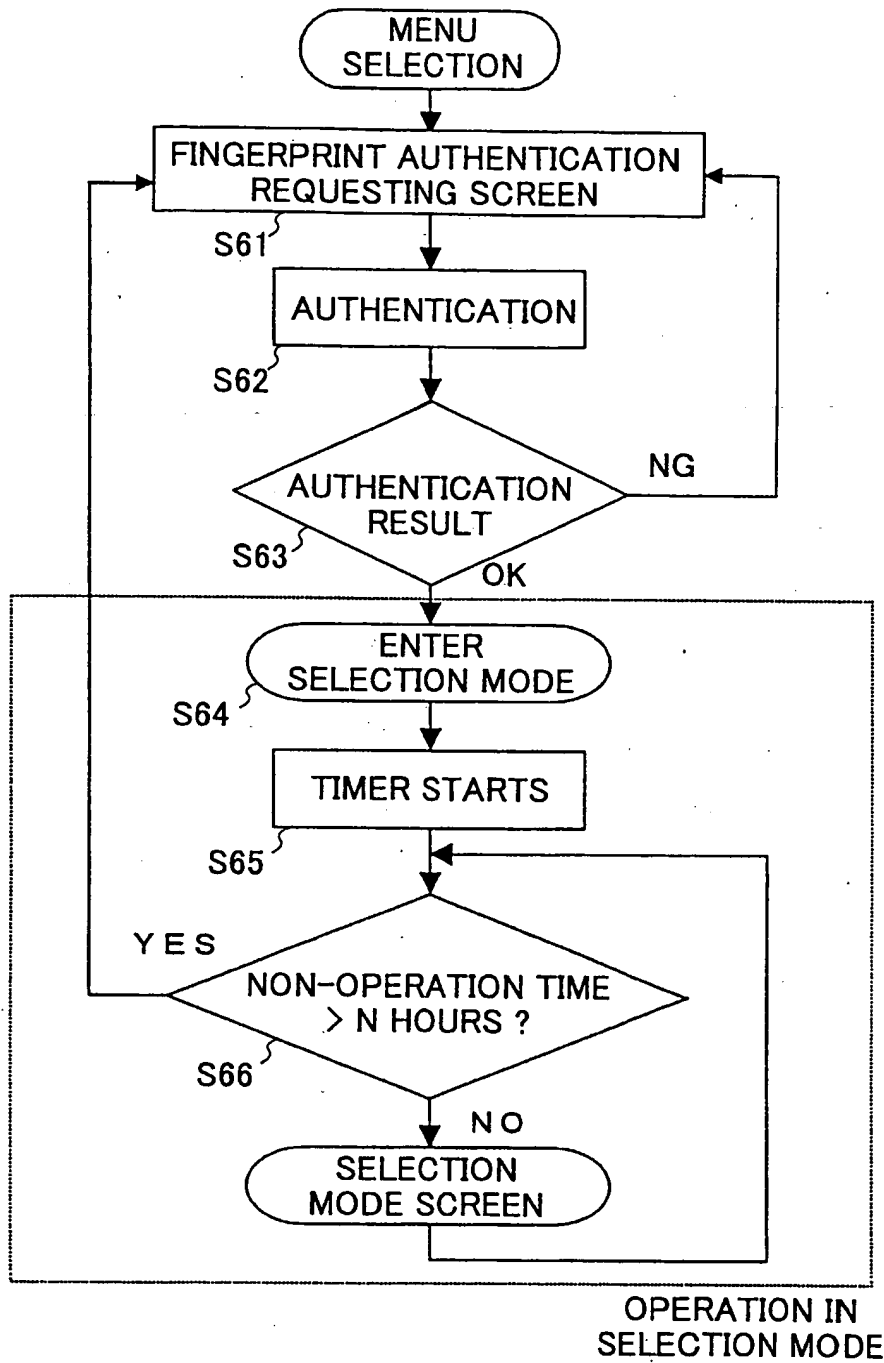 MENU
SELECTION
FINGERPRINT AUTHENTICATION
REQUESTING SCREEN
S61
AUTHENTICATION
S62
AUTHENTICATION
RESULT
NG
S63
OK
ENTER
SELECTION MODE
S64
TIMER STARTS
S65
YES
NON-OPERATION TIME
> N HOURS ?
S66
NO
SELECTION
MODE SCREEN
OPERATION IN
SELECTION MODE